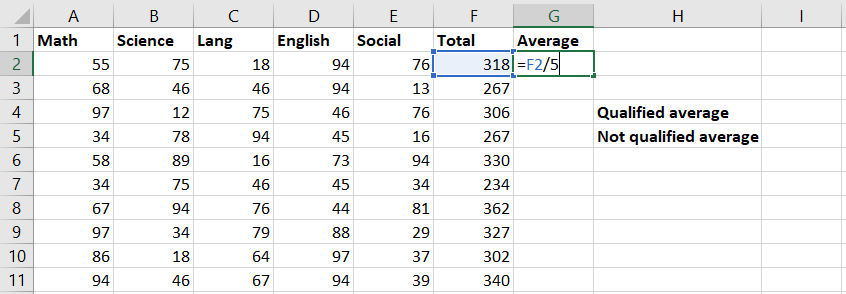 A B C D E F G H I
1 Math Science Lang English Social Total Average
2 55 75 18 94 76 318 =F2/5
3 68 46 46 94 13 267
4 97 12 75 46 76 306 Qualified average
5 34 78 94 45 16 267 Not qualified average
6 58 89 16 73 94 330
7 34 75 46 45 34 234
8 67 94 76 44 81 362
9 97 34 79 88 29 327
10 86 18 64 97 37 302
11 94 46 67 94 39 340